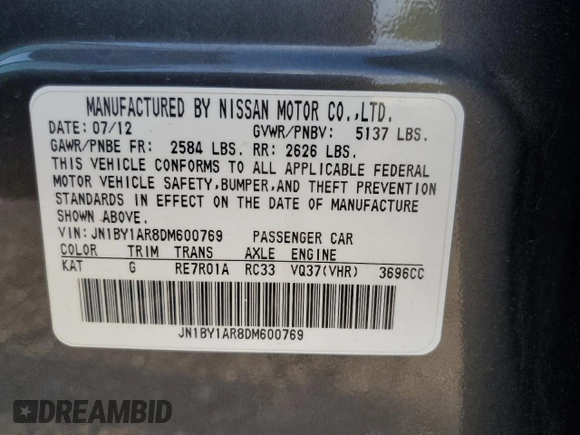 MANUFACTURED BY NISSAN MOTOR CO.,LTD.
DATE: 07/12 GVWR/PNBV: 5137 LBS.
GAWR/PNBE FR: 2584 LBS. RR: 2626 LBS.
THIS VEHICLE CONFORMS TO ALL APPLICABLE FEDERAL
MOTOR VEHICLE SAFETY,BUMPER,AND THEFT PREVENTION
STANDARDS IN EFFECT ON THE DATE OF MANUFACTURE
SHOWN ABOVE.
VIN: JN1BY1AR8DM600769 PASSENGER CAR
COLOR TRIM TRANS AXLE ENGINE
KAT G RE7R01A RC33 VQ37(VHR) 3696CC
JN1BY1AR8DM600769
DREAMBID